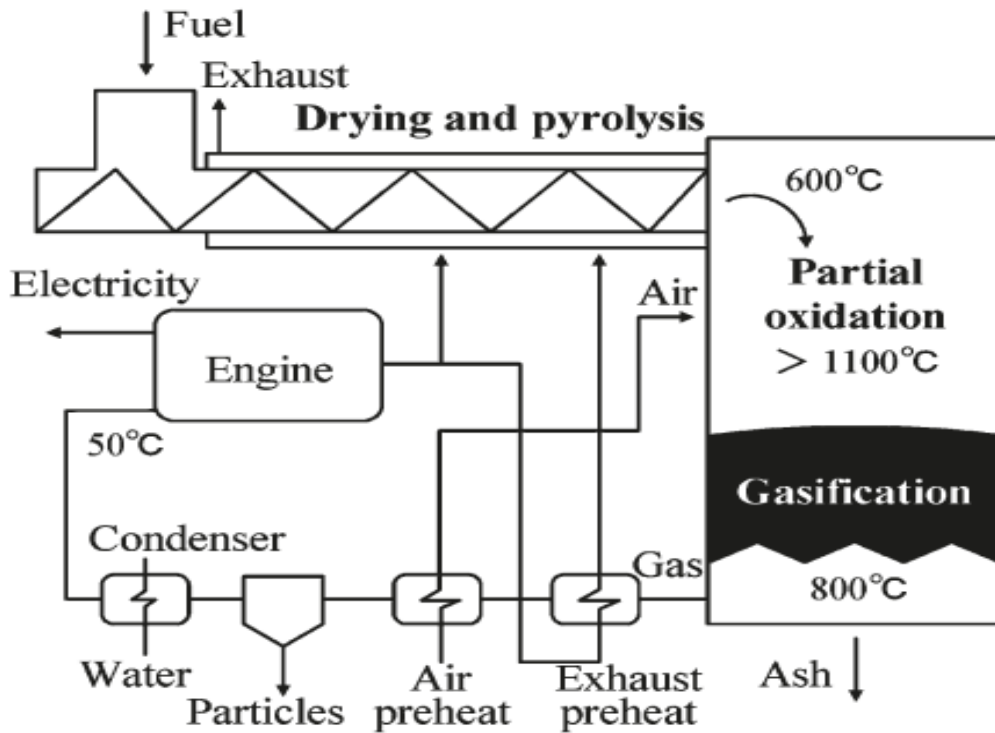 Fuel
Exhaust
Drying and pyrolysis
600℃
Electricity
Air
Partial
oxidation
> 1100℃
Engine
50℃
Gasification
Condenser
Gas
800℃
Water
Particles
Air
preheat
Exhaust
preheat
Ash